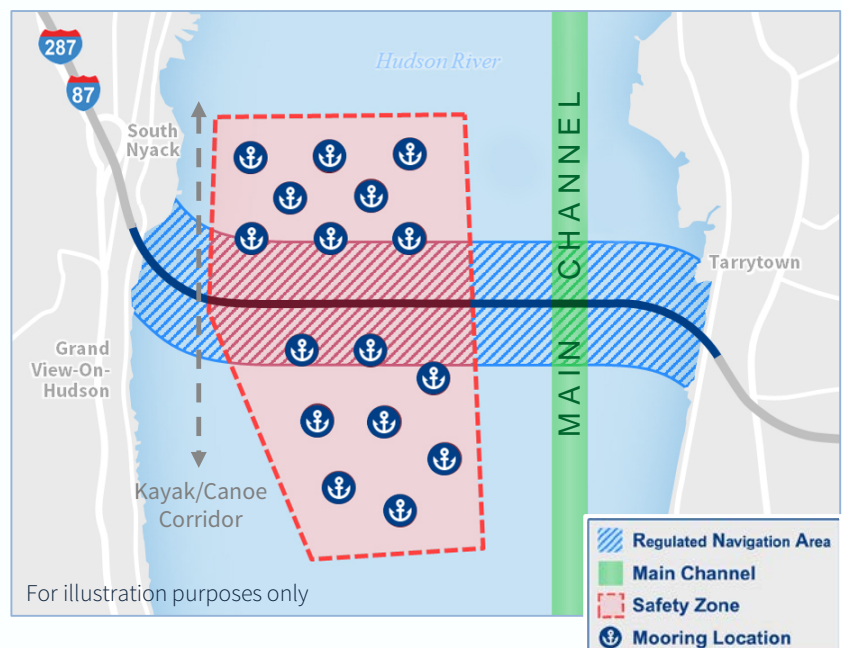 287
87
Hudson River
South
Nyack
MAIN CHANNEL
Tarrytown
Grand
View-On-
Hudson
Kayak/Canoe
Corridor
For illustration purposes only
Regulated Navigation Area
Main Channel
Safety Zone
Mooring Location